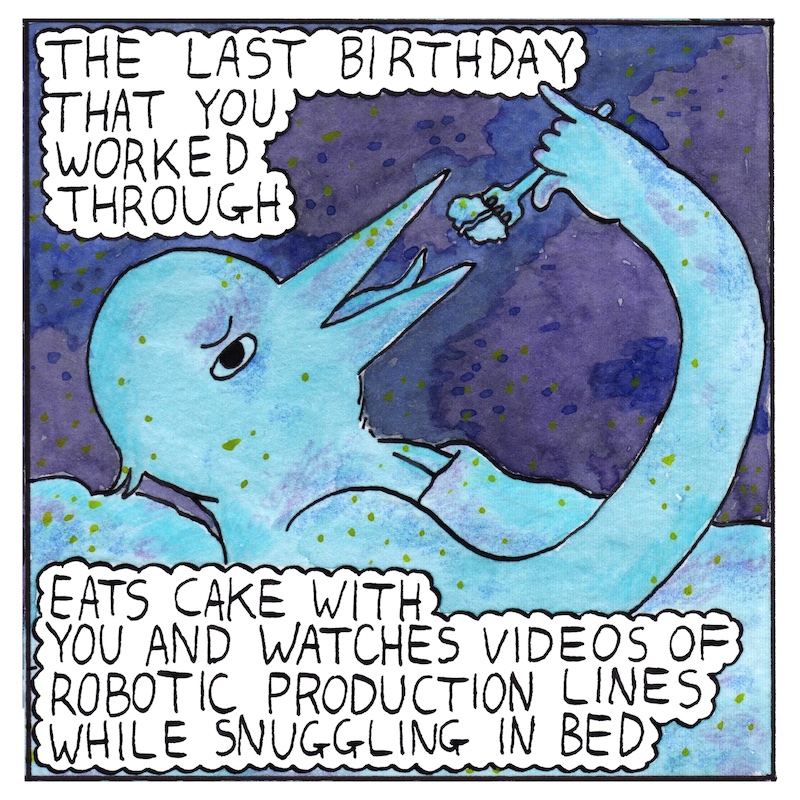 THE LAST BIRTHDAY
THAT YOU
WORKED
THROUGH
EATS CAKE WITH
YOU AND WATCHES VIDEOS OF
ROBOTIC PRODUCTION LINES
WHILE SNUGGLING IN BED